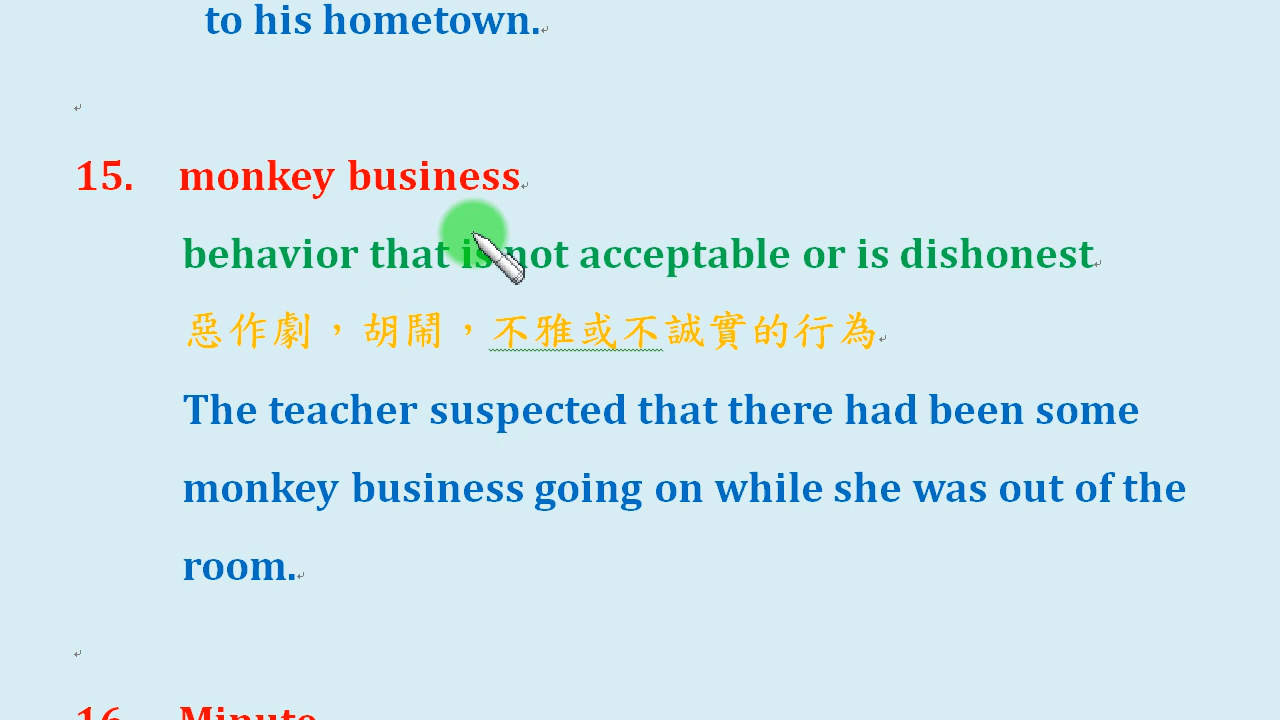 to his hometown.
15. monkey business
behavior that is not acceptable or is dishonest
惡作劇，胡鬧，不雅或不誠實的行為
The teacher suspected that there had been some
monkey business going on while she was out of the
room.
16. Minute